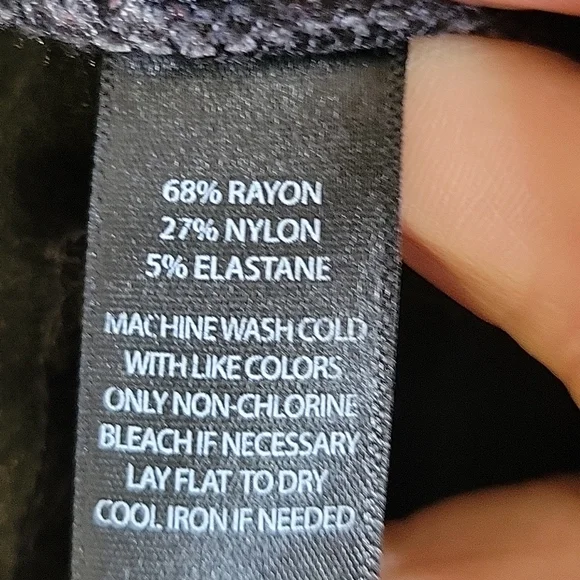 68% RAYON
27% NYLON
5% ELASTANE
MACHINE WASH COLD
WITH LIKE COLORS
ONLY NON-CHLORINE
BLEACH IF NECESSARY
LAY FLAT TO DRY
COOL IRON IF NEEDED